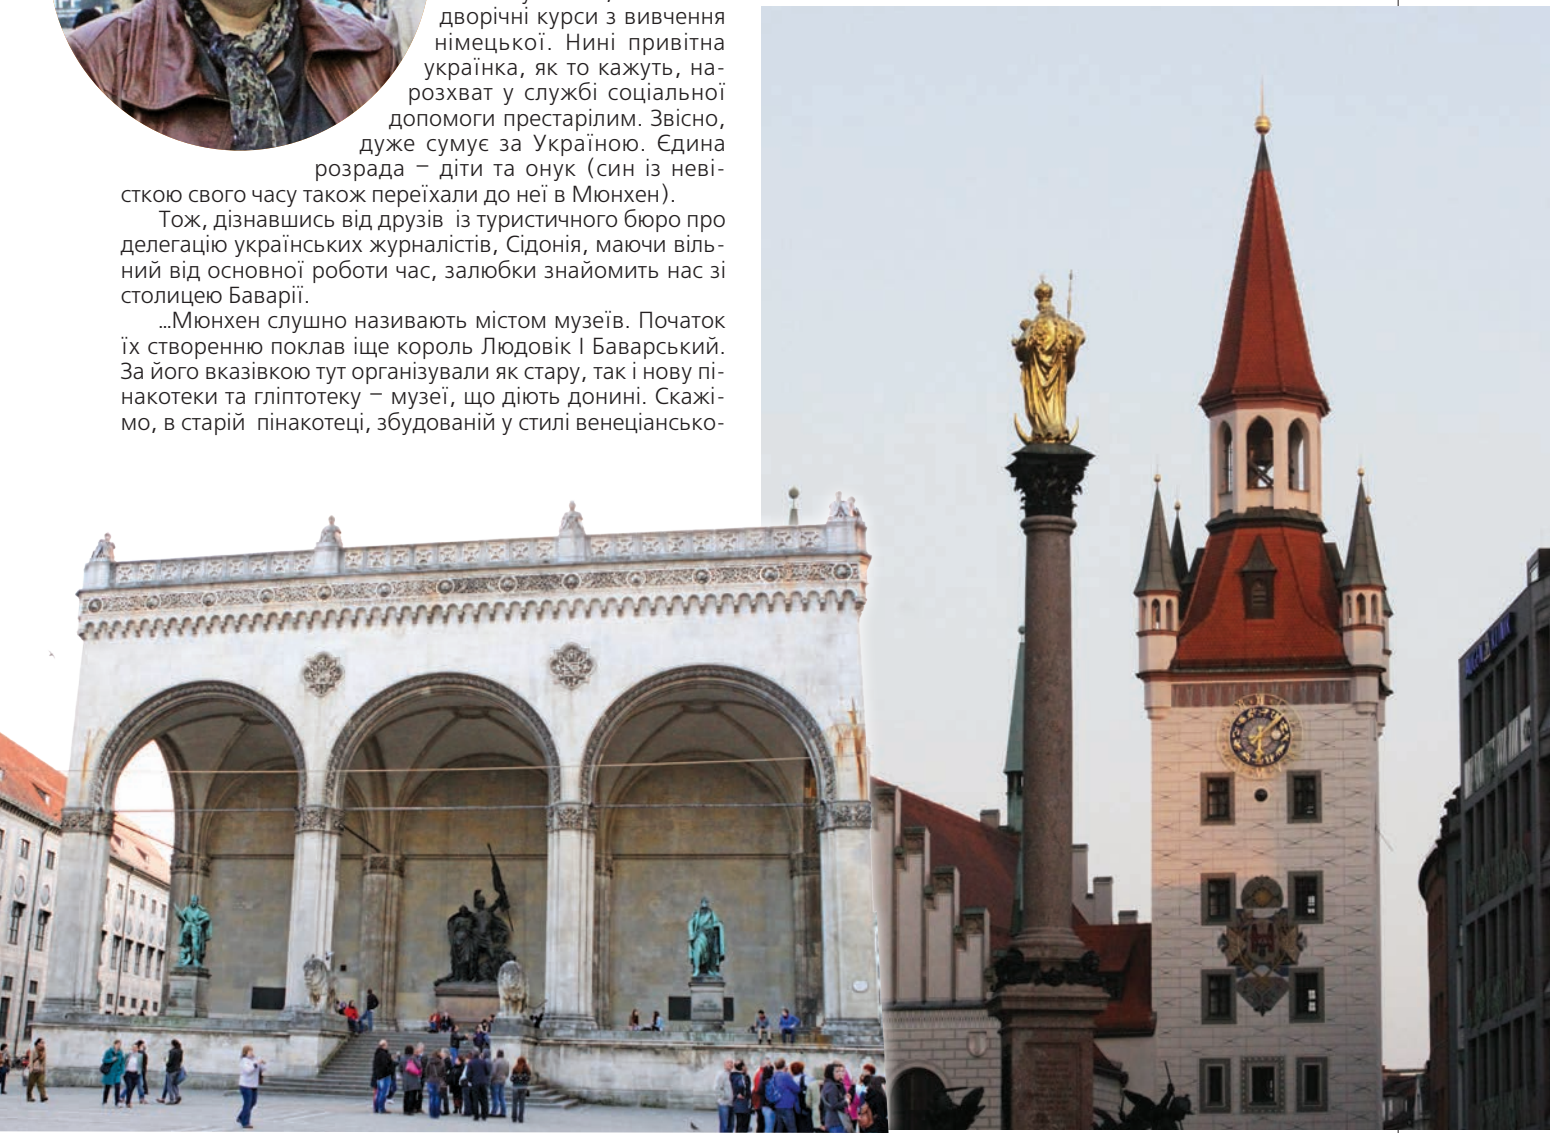 дворічні курси з вивчення
німецької. Нині привітна
українка, як то кажуть, на-
розхват у службі соціальної
допомоги престарілим. Звісно,
дуже сумує за Україною. Єдина
розрада – діти та онук (син із неві-
сткою свого часу також переїхали до неї в Мюнхен).
Тож, дізнавшись від друзів із туристичного бюро про
делегацію українських журналістів, Сідонія, маючи віль-
ний від основної роботи час, залюбки знайомить нас зі
столицею Баварії.
...Мюнхен слушно називають містом музеїв. Початок
їх створенню поклав іще король Людовік І Баварський.
За його вказівкою тут організували як стару, так і нову пі-
накотеки та гліптотеку – музеї, що діють донині. Скажі-
мо, в старій пінакотеці, збудованій у стилі венеціансько-